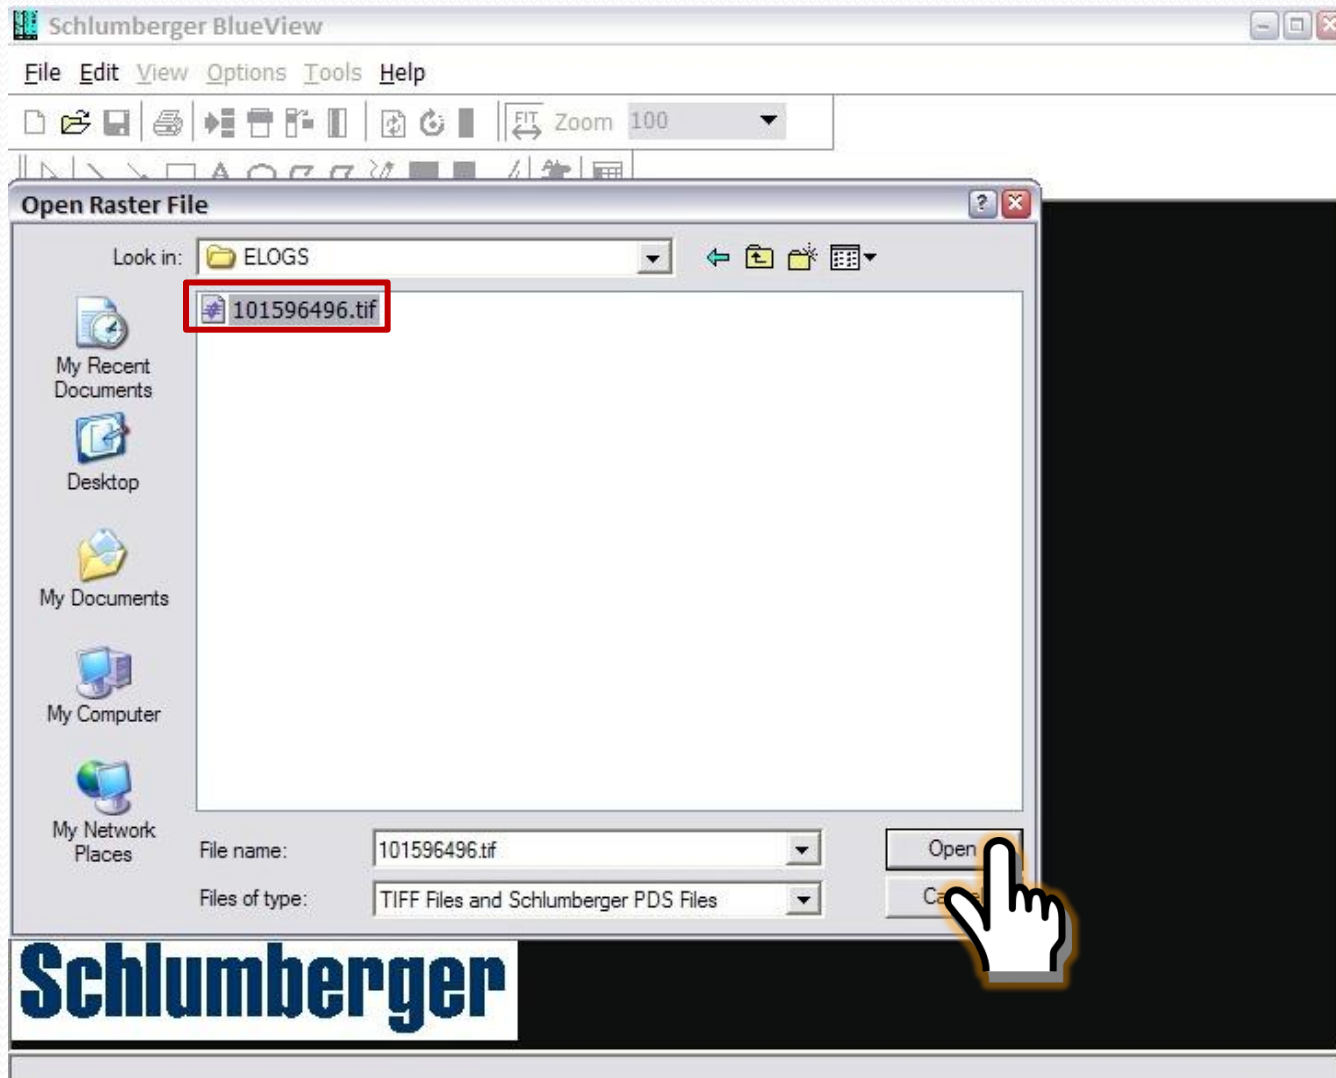 Schlumberger BlueView
File Edit View Options Tools Help
FIT Zoom 100
A
Open Raster File
Look in: ELOGS
101596496.tif
My Recent
Documents
Desktop
My Documents
My Computer
My Network
Places
File name: 101596496.tif Open
Files of type: TIFF Files and Schlumberger PDS Files
Schlumberger